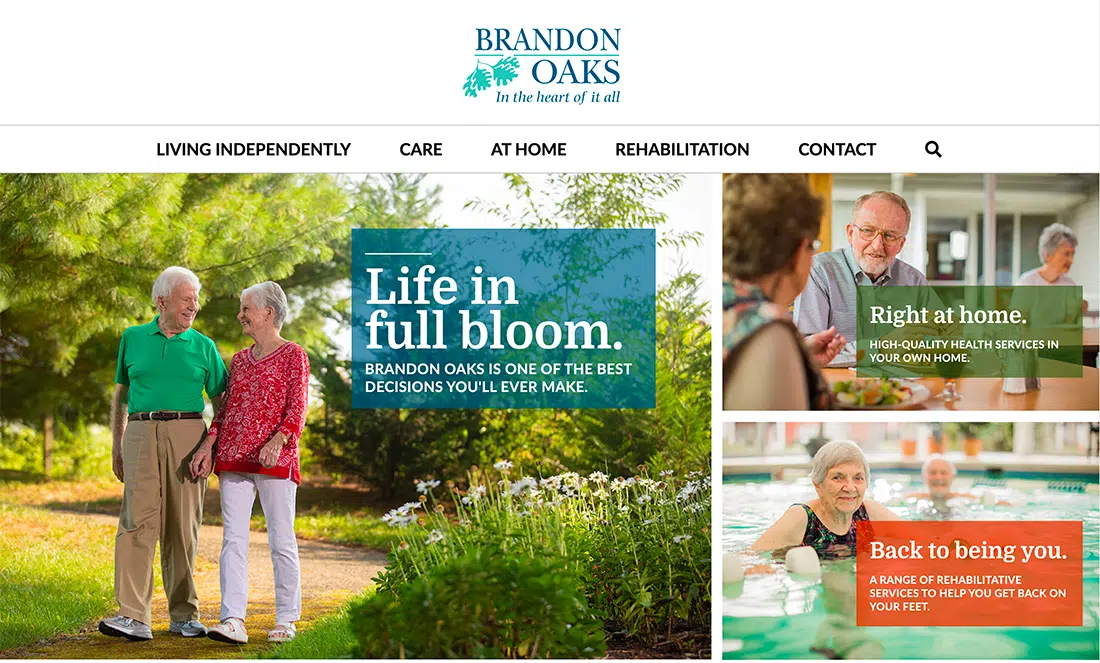 BRANDON
OAKS
In the heart of it all
LIVING INDEPENDENTLY CARE AT HOME REHABILITATION CONTACT
Life in
full bloom.
BRANDON OAKS IS ONE OF THE BEST
DECISIONS YOU'LL EVER MAKE.
Right at home.
HIGH-QUALITY HEALTH SERVICES IN
YOUR OWN HOME.
Back to being you.
A RANGE OF REHABILITATIVE
SERVICES TO HELP YOU GET BACK ON
YOUR FEET.